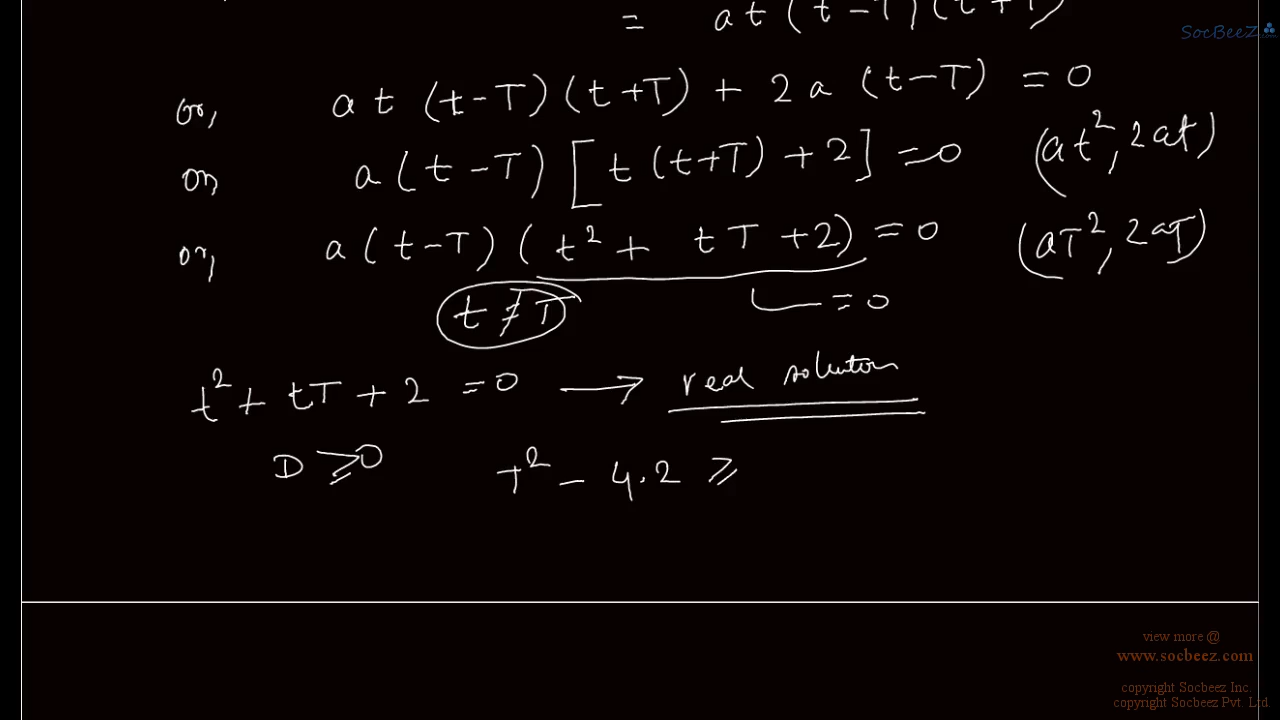 = at (t-T) (t+T)
SocBeeZ
or, at (t-T) (t+T) + 2a (t-T) = 0
or a (t-T) [t (t+T) + 2] = 0 (at², 2at)
or, a (t-T) ( t² + tT + 2) = 0 (aT², 2aT)
t ≠ T = 0
t² + tT + 2 = 0 → real solution
D ≥ 0 T² - 4.2 ≥
view more @
www.socbeez.com
copyright Socbeez Inc.
copyright Socbeez Pvt. Ltd.